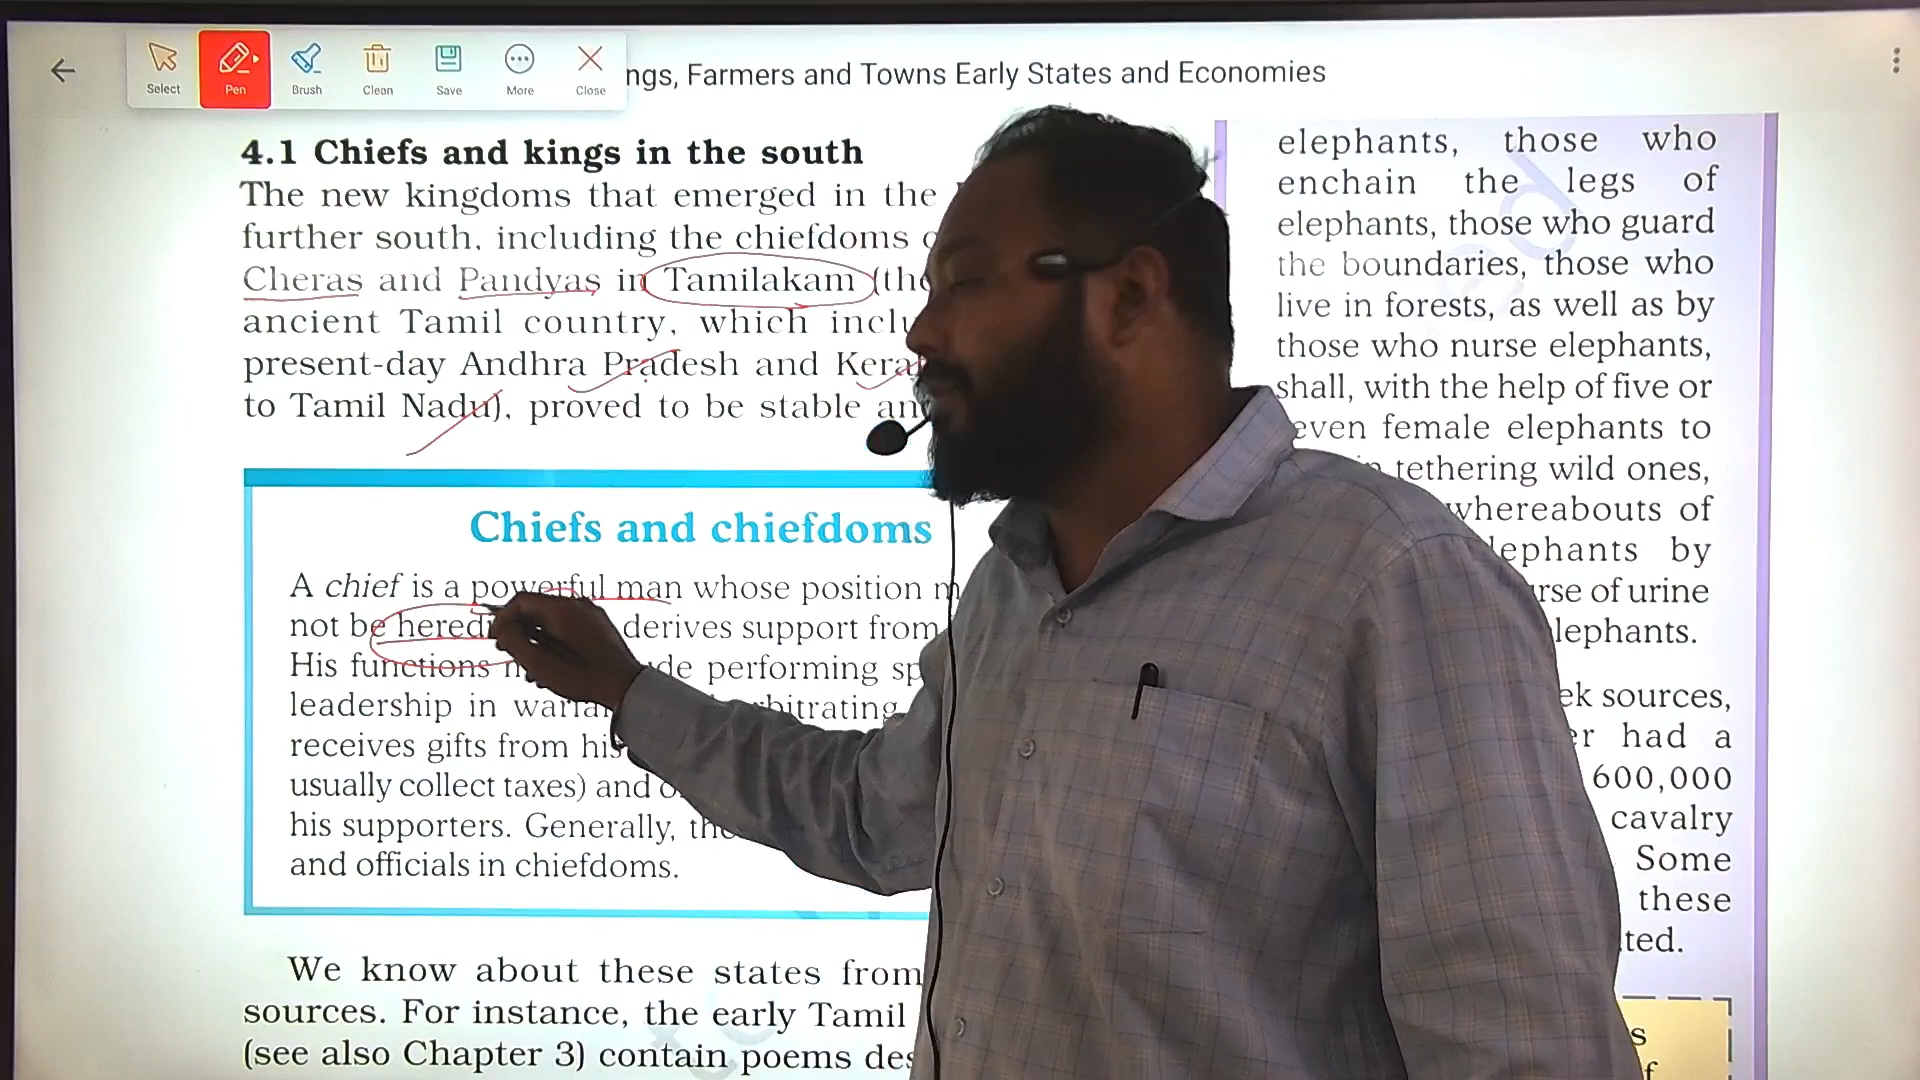 Select Pen Brush Clean Save More Close
ngs, Farmers and Towns Early States and Economies
4.1 Chiefs and kings in the south
The new kingdoms that emerged in the
further south, including the chiefdoms
Cheras and Pandyas in Tamilakam (the
ancient Tamil country, which inclu
present-day Andhra Pradesh and Keral
to Tamil Nadu), proved to be stable and
Chiefs and chiefdoms
A chief is a powerful man whose position m
not be heredi derives support from
His functions de performing sp
leadership in warfar rbitrating
receives gifts from his
usually collect taxes) and
his supporters. Generally, the
and officials in chiefdoms.
We know about these states from
sources. For instance, the early Tamil
(see also Chapter 3) contain poems des
elephants, those who
enchain the legs of
elephants, those who guard
the boundaries, those who
live in forests, as well as by
those who nurse elephants,
shall, with the help of five or
even female elephants to
tethering wild ones,
whereabouts of
lephants by
rse of urine
lephants.
ek sources,
er had a
600,000
cavalry
Some
these
ted.